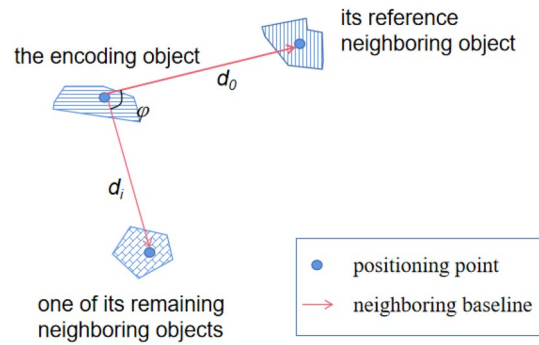 its reference
neighboring object
the encoding object
d0
φ
di
one of its remaining
neighboring objects
positioning point
neighboring baseline